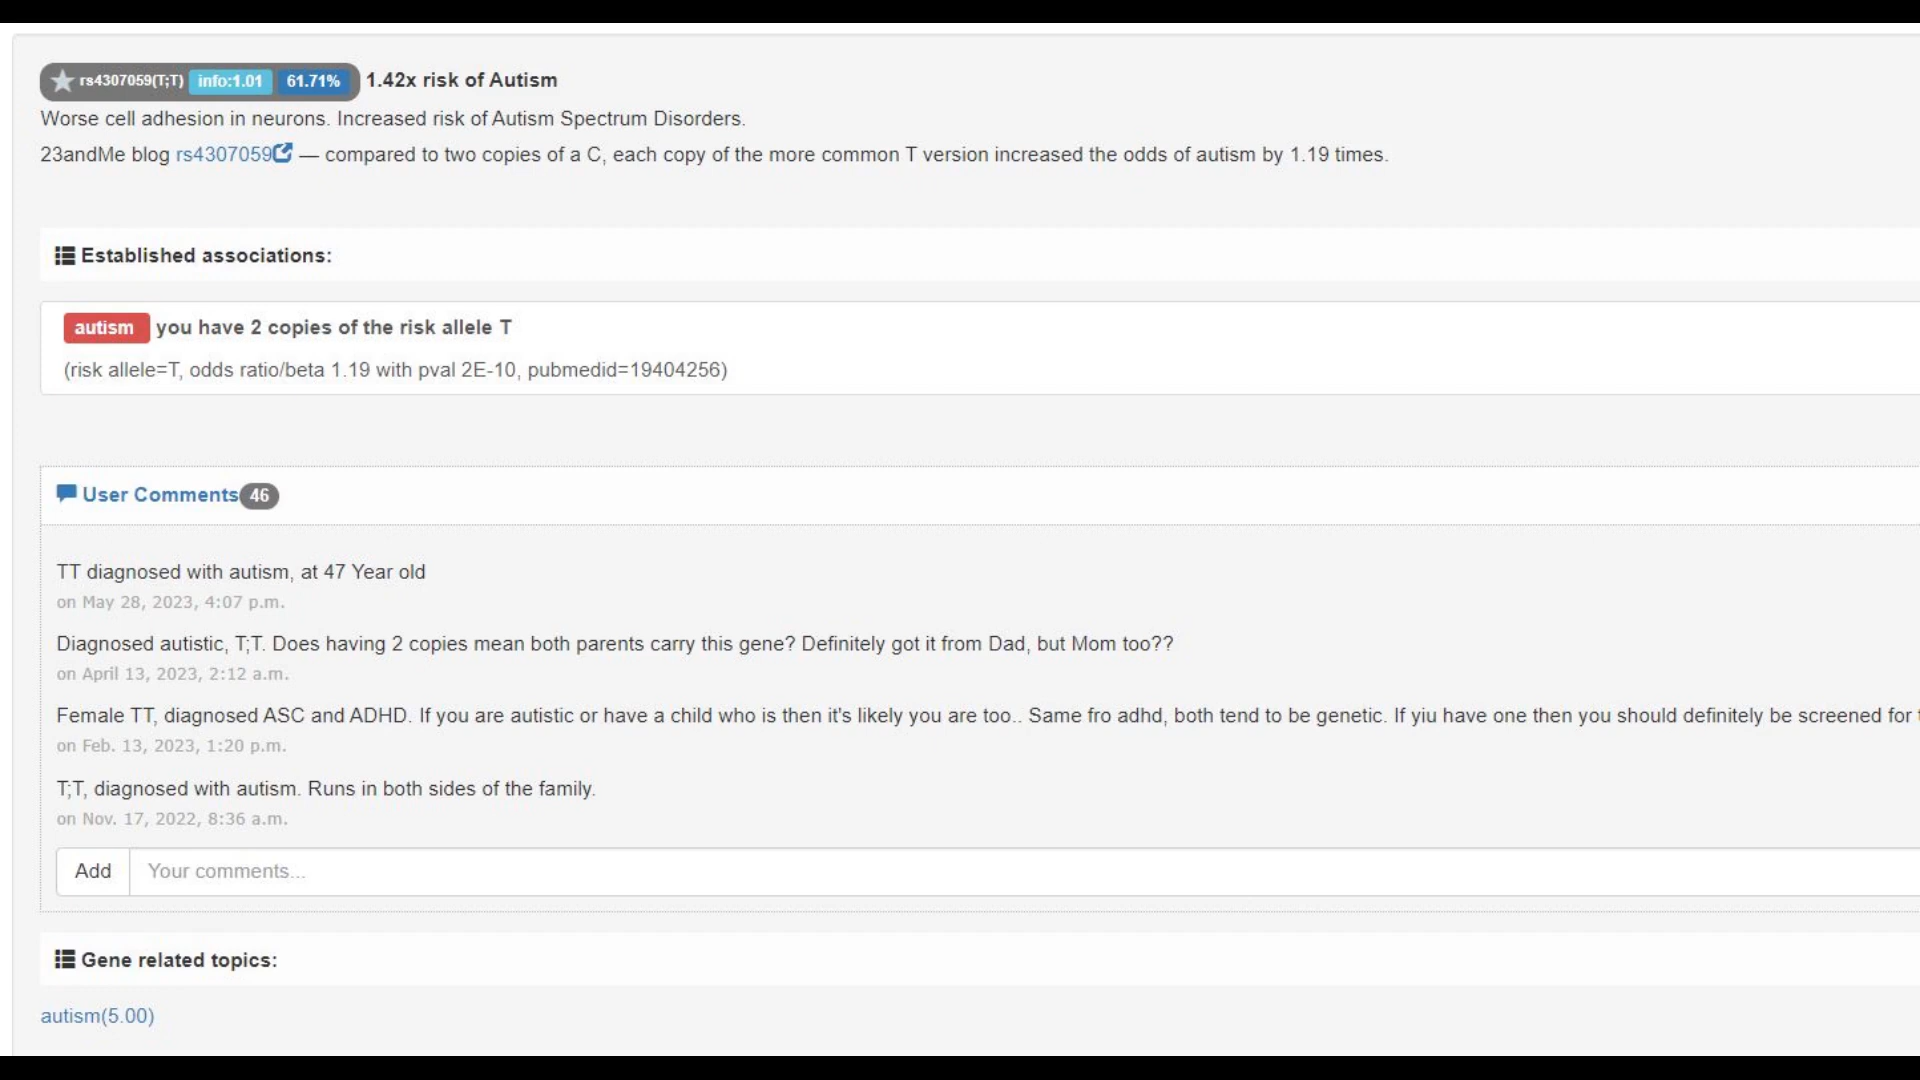 rs4307059(T;T) info:1.01 61.71% 1.42x risk of Autism
Worse cell adhesion in neurons. Increased risk of Autism Spectrum Disorders.
23andMe blog rs4307059 — compared to two copies of a C, each copy of the more common T version increased the odds of autism by 1.19 times.
Established associations:
autism you have 2 copies of the risk allele T
(risk allele=T, odds ratio/beta 1.19 with pval 2E-10, pubmedid=19404256)
User Comments 46
TT diagnosed with autism, at 47 Year old
on May 28, 2023, 4:07 p.m.
Diagnosed autistic, T;T. Does having 2 copies mean both parents carry this gene? Definitely got it from Dad, but Mom too??
on April 13, 2023, 2:12 a.m.
Female TT, diagnosed ASC and ADHD. If you are autistic or have a child who is then it's likely you are too.. Same fro adhd, both tend to be genetic. If yiu have one then you should definitely be screened for
on Feb. 13, 2023, 1:20 p.m.
T;T, diagnosed with autism. Runs in both sides of the family.
on Nov. 17, 2022, 8:36 a.m.
Add Your comments...
Gene related topics:
autism(5.00)